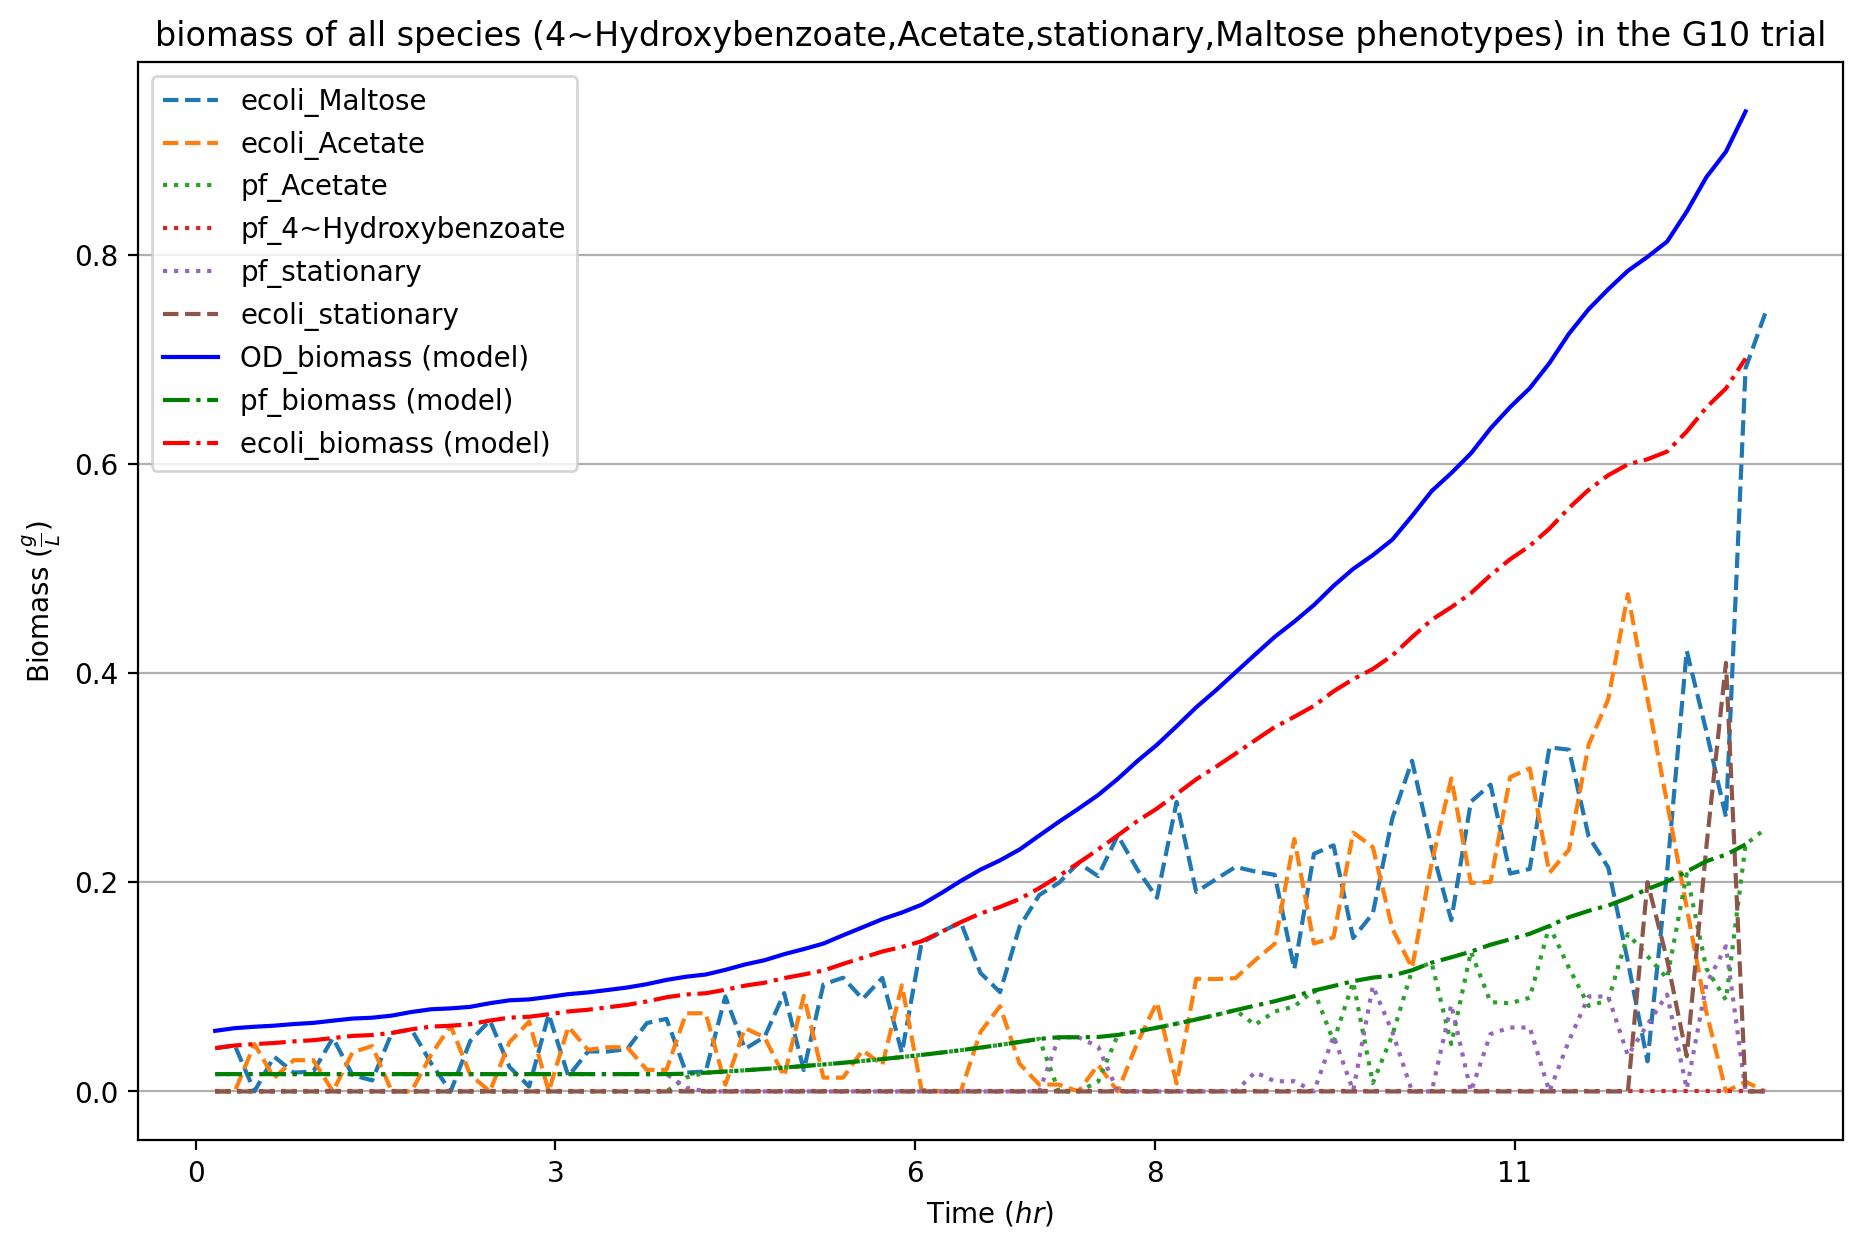 biomass of all species (4~Hydroxybenzoate,Acetate,stationary,Maltose phenotypes) in the G10 trial
ecoli_Maltose
ecoli_Acetate
pf_Acetate
pf_4~Hydroxybenzoate
pf_stationary
ecoli_stationary
OD_biomass (model)
pf_biomass (model)
ecoli_biomass (model)
0.8
0.6
0.4
0.2
0.0
Biomass (g/L)
0 3 6 8 11
Time (hr)